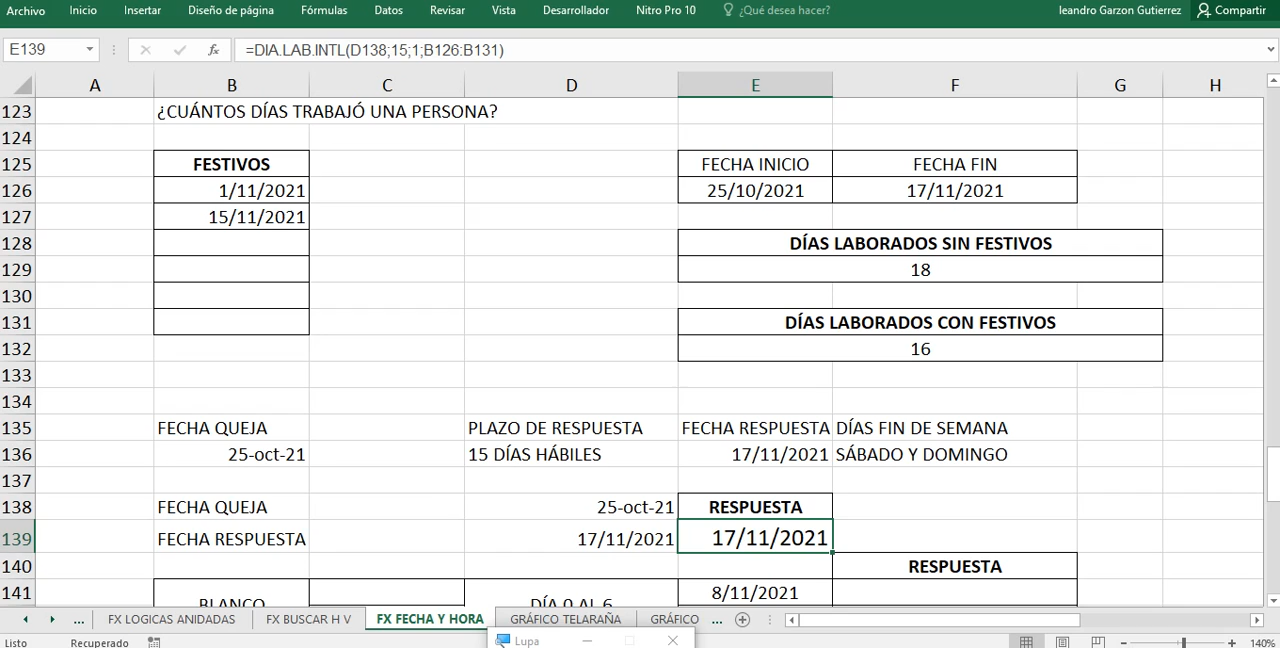 Archivo Inicio Insertar Diseño de página Fórmulas Datos Revisar Vista Desarrollador Nitro Pro 10 ¿Qué desea hacer? leandro Garzon Gutierrez Compartir
E139 fx =DIA.LAB.INTL(D138;15;1;B126:B131)
A B C D E F G H
123 ¿CUÁNTOS DÍAS TRABAJÓ UNA PERSONA?
124
125 FESTIVOS FECHA INICIO FECHA FIN
126 1/11/2021 25/10/2021 17/11/2021
127 15/11/2021
128 DÍAS LABORADOS SIN FESTIVOS
129 18
130
131 DÍAS LABORADOS CON FESTIVOS
132 16
133
134
135 FECHA QUEJA PLAZO DE RESPUESTA FECHA RESPUESTA DÍAS FIN DE SEMANA
136 25-oct-21 15 DÍAS HÁBILES 17/11/2021 SÁBADO Y DOMINGO
137
138 FECHA QUEJA 25-oct-21 RESPUESTA
139 FECHA RESPUESTA 17/11/2021 17/11/2021
140 RESPUESTA
141 BLANCO DÍA 0 AL 6 8/11/2021
... FX LOGICAS ANIDADAS FX BUSCAR H V FX FECHA Y HORA GRÁFICO TELARAÑA GRÁFICO ...
Listo Recuperado Lupa 140%